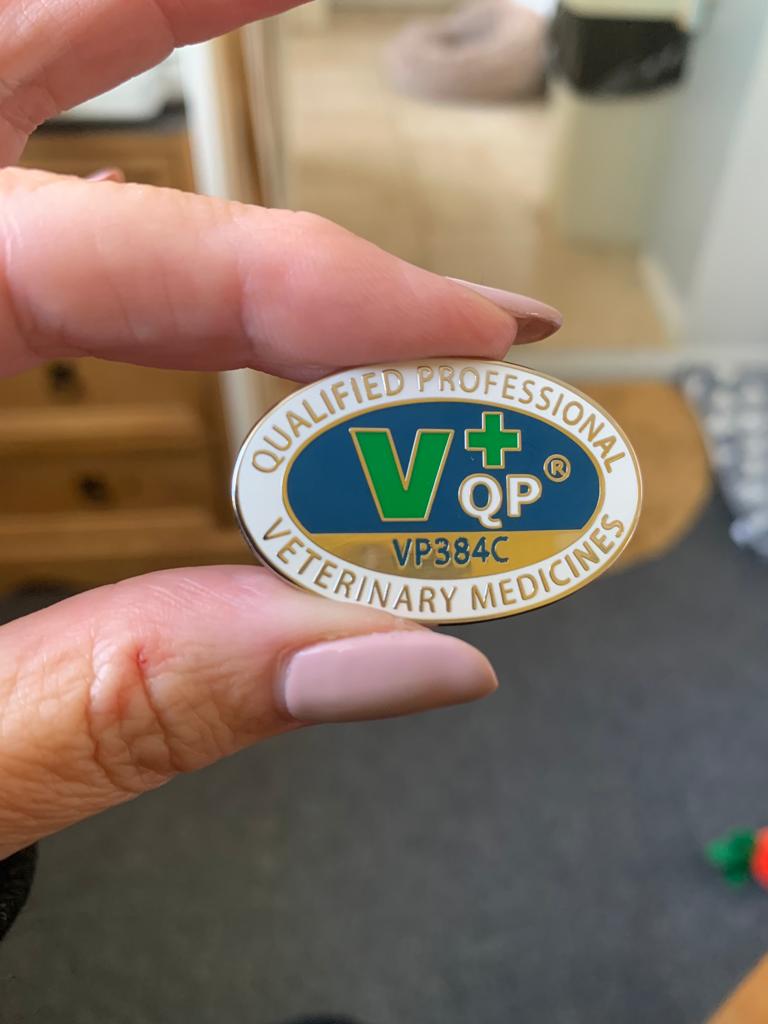 QUALIFIED PROFESSIONAL
V+
QP®
VP384C
VETERINARY MEDICINES